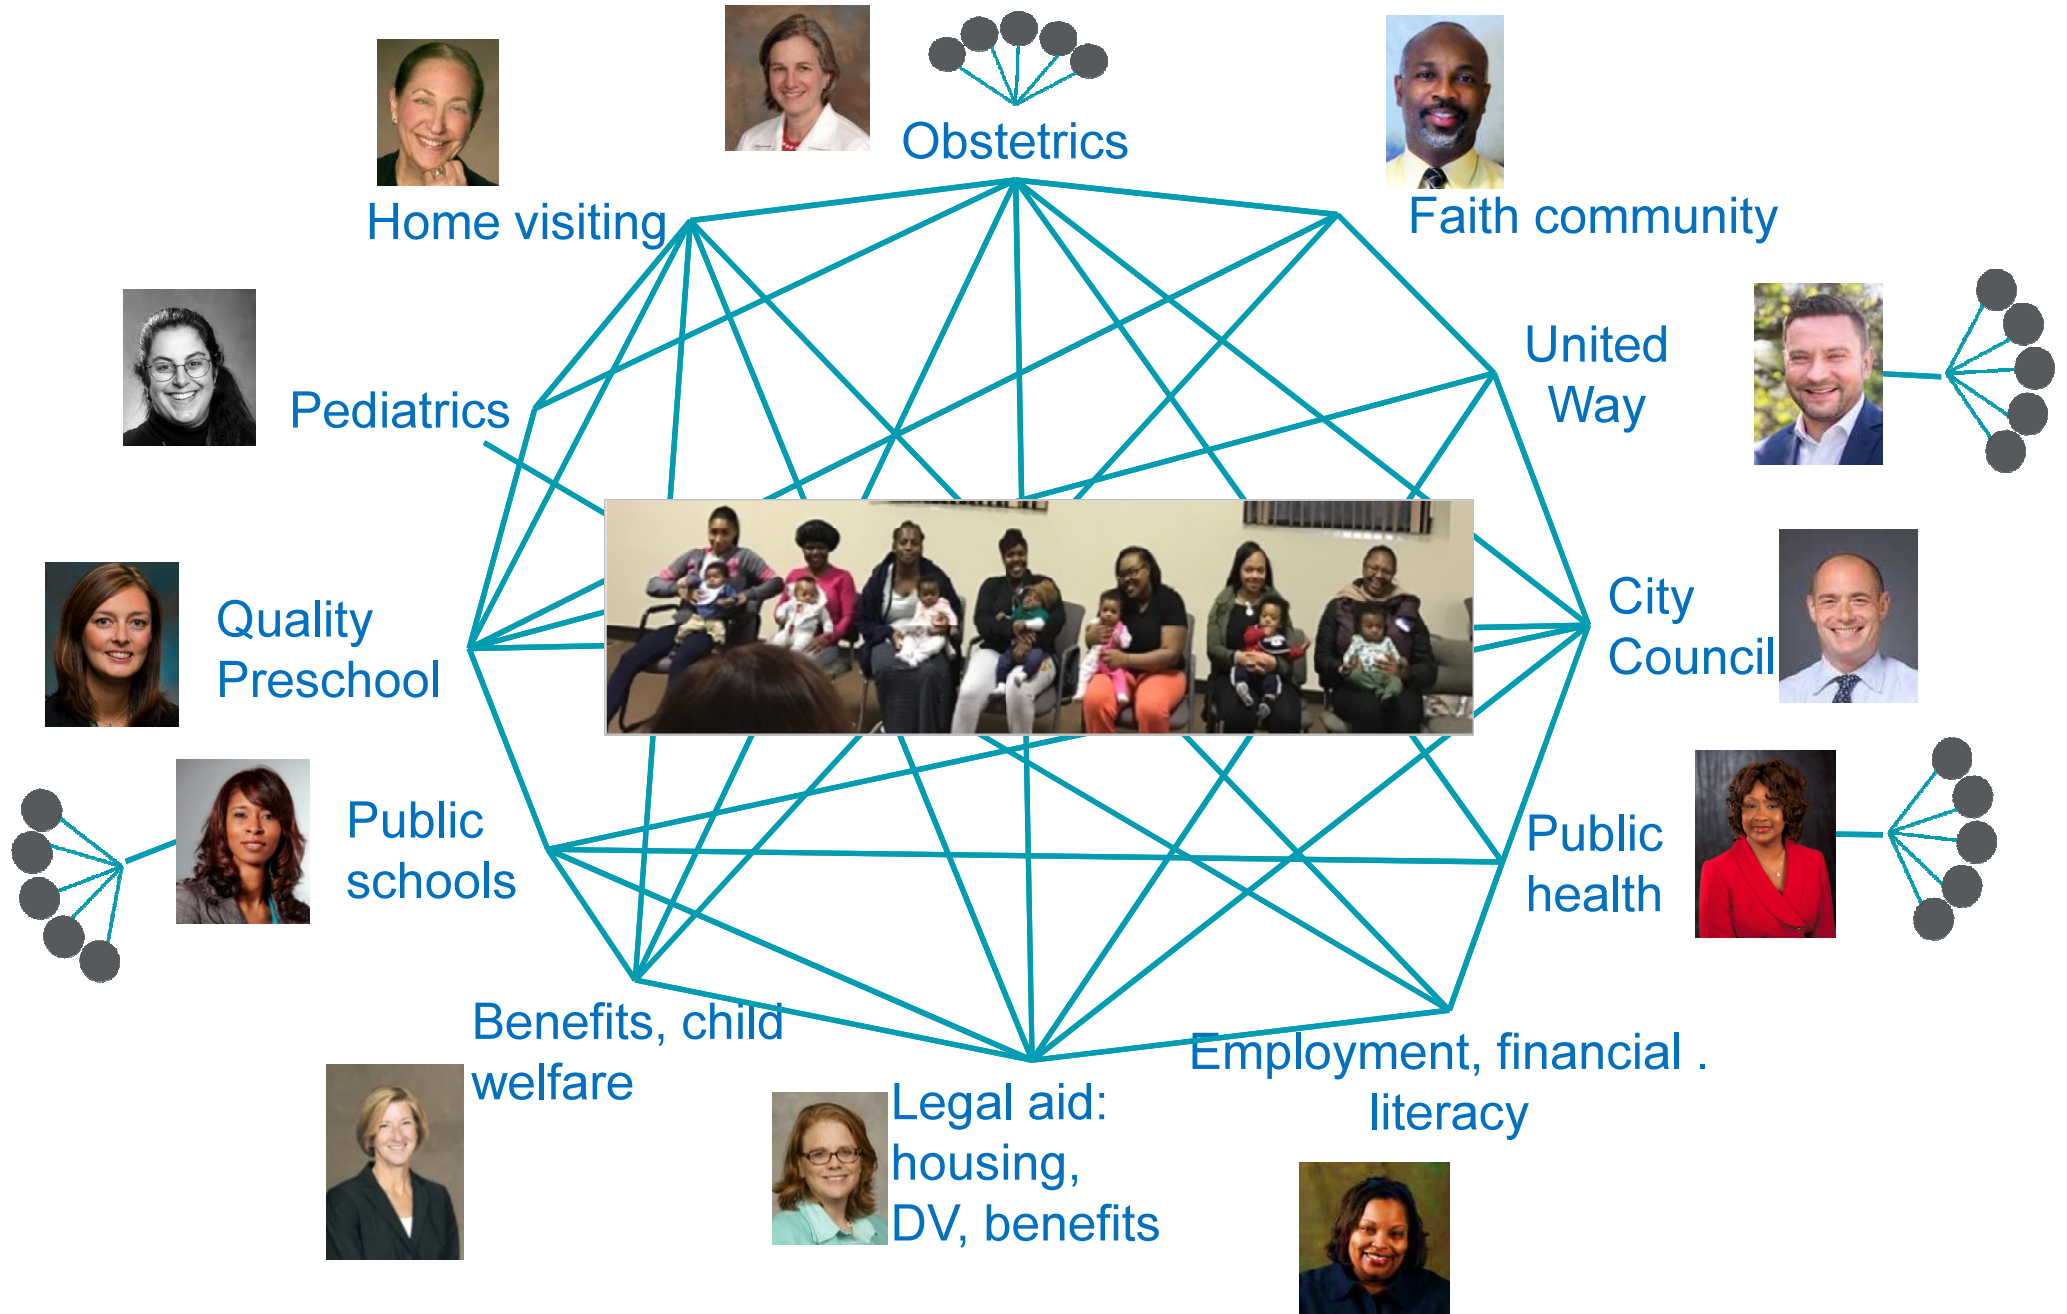 Obstetrics
Home visiting
Faith community
United
Way
Pediatrics
City
Council
Quality
Preschool
Public
schools
Public
health
Benefits, child
welfare
Employment, financial .
literacy
Legal aid:
housing,
DV, benefits